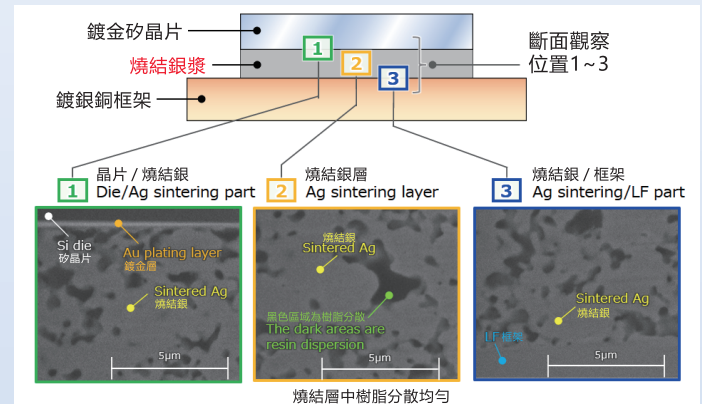 鍍金矽晶片
燒結銀漿
鍍銀銅框架
1
2
3
斷面觀察
位置1~3
1
晶片 / 燒結銀
Die/Ag sintering part
2
燒結銀層
Ag sintering layer
3
燒結銀 / 框架
Ag sintering/LF part
Si die
矽晶片
Au plating layer
鍍金層
Sintered Ag
燒結銀
5μm
燒結銀
Sintered Ag
黑色區域為樹脂分散
The dark areas are
resin dispersion
5μm
Sintered Ag
燒結銀
LF框架
5μm
燒結層中樹脂分散均勻